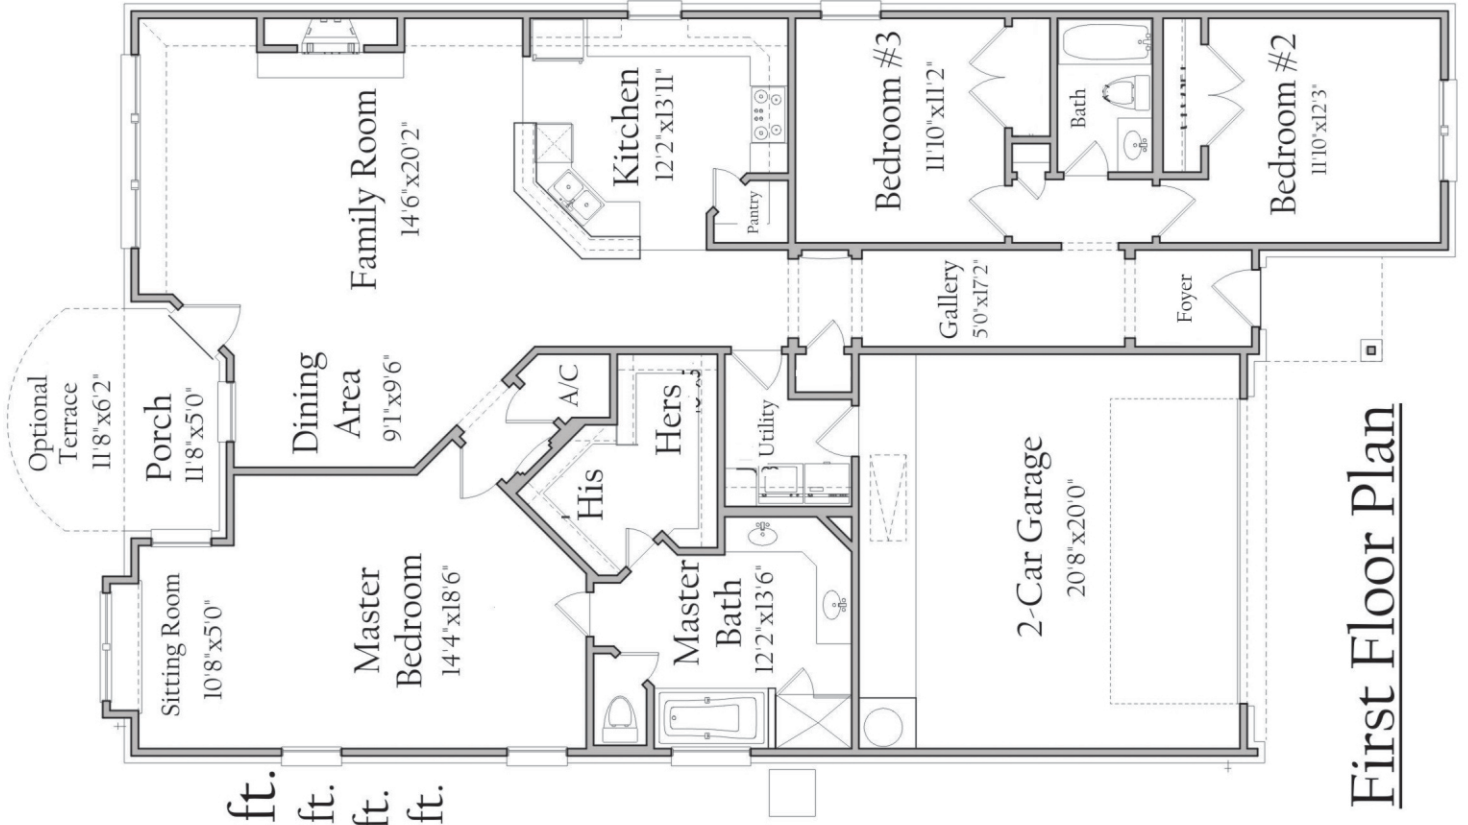 Optional
Terrace
11'8"x6'2"
Porch
11'8"x5'0"
Sitting Room
10'8"x5'0"
Family Room
14'6"x20'2"
Dining
Area
9'1"x9'6"
Master
Bedroom
14'4"x18'6"
Kitchen
12'2"x13'11"
Pantry
A/C
His
Hers
Utility
Master
Bath
12'2"x13'6"
Bedroom #3
11'10"x11'2"
Bath
Bedroom #2
11'10"x12'3"
Gallery
5'0"x17'2"
Foyer
2-Car Garage
20'8"x20'0"
First Floor Plan
ft.
ft.
ft.
ft.